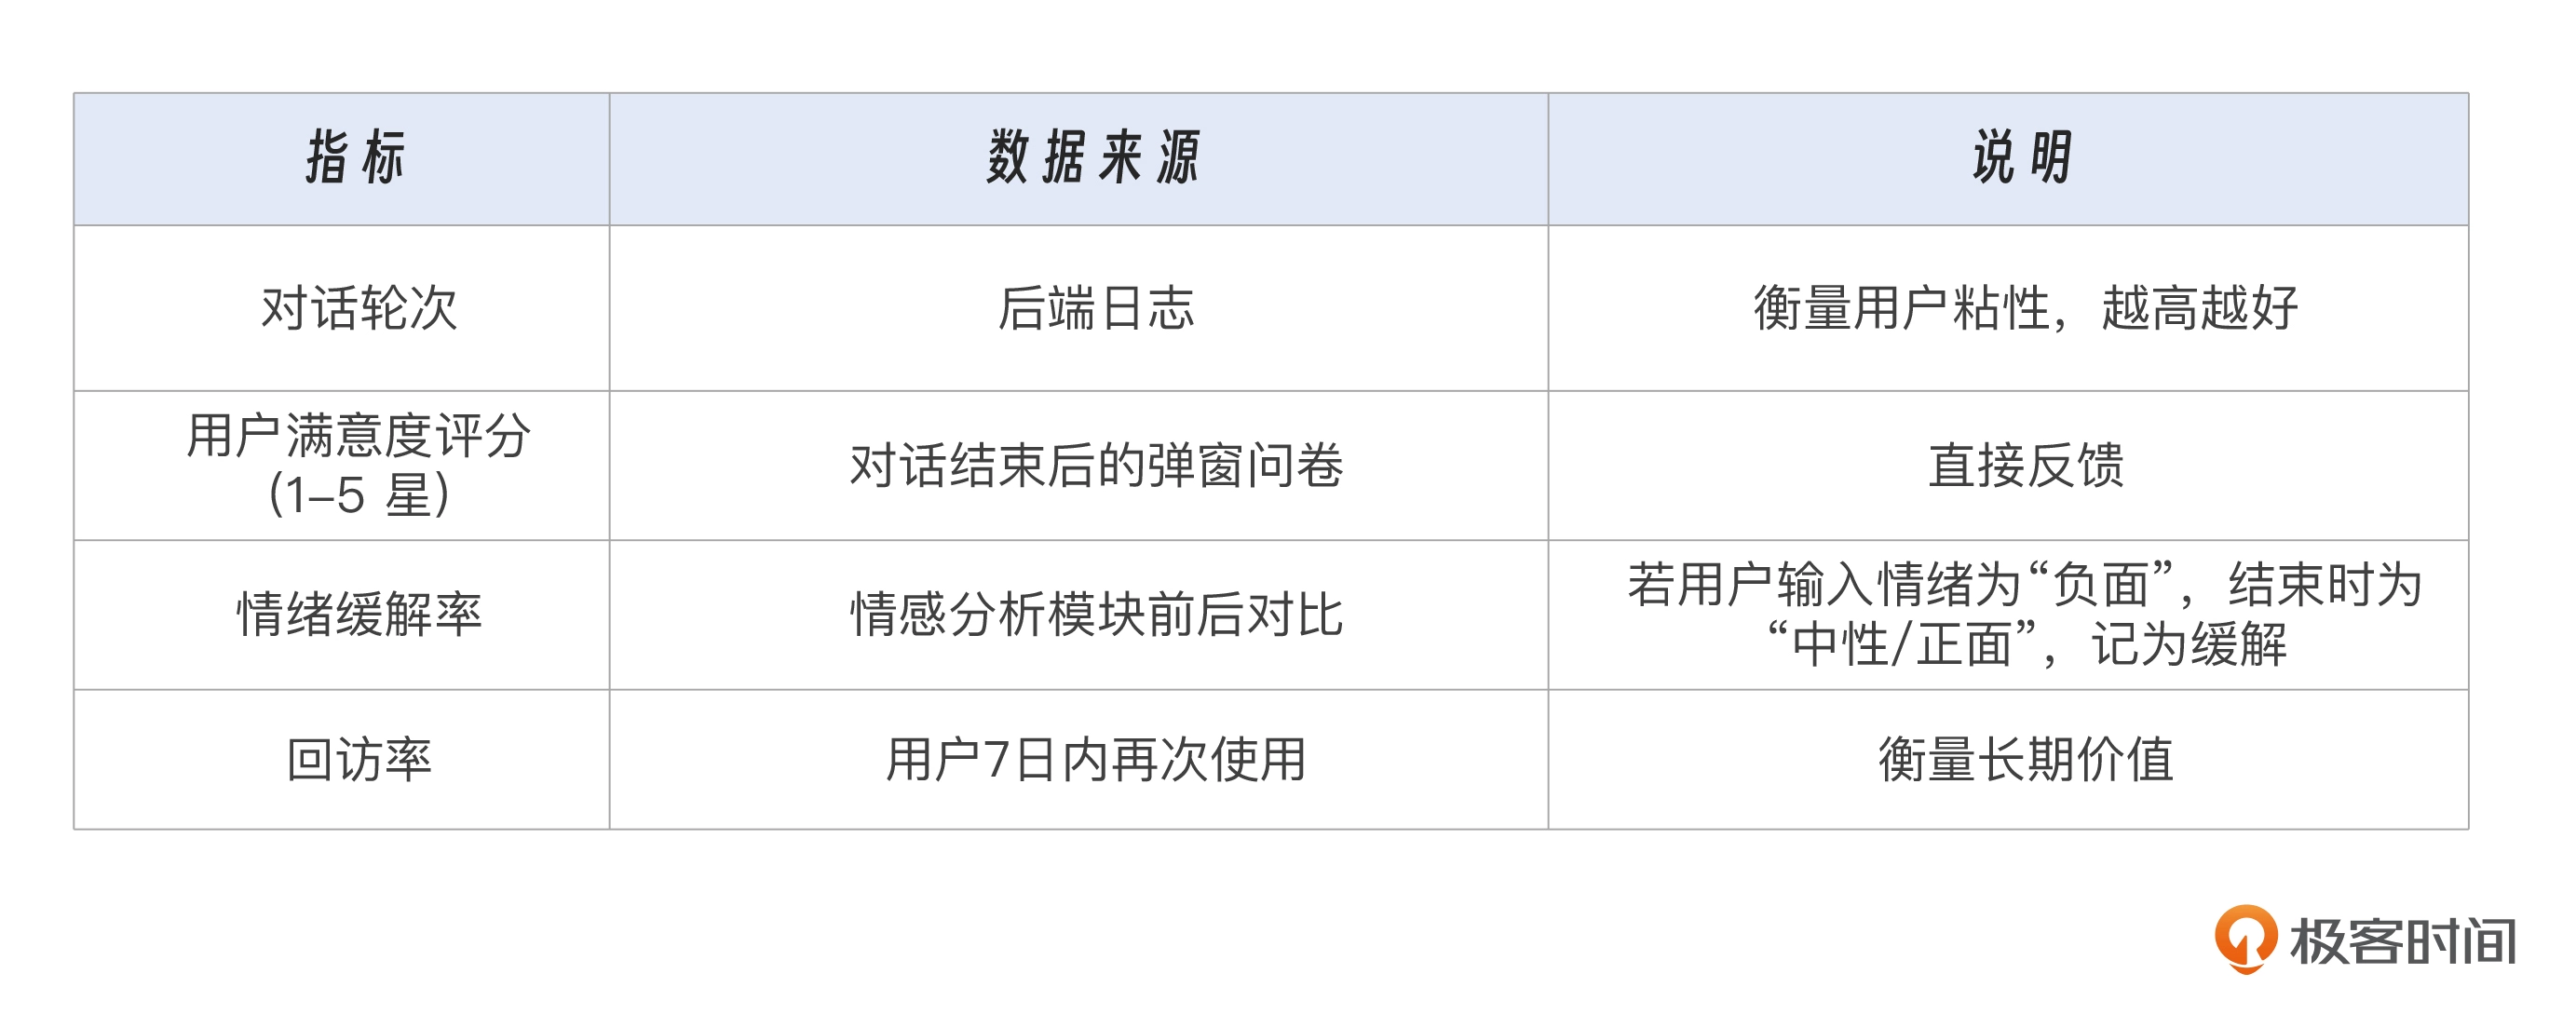 指标
数据来源
说明
对话轮次
后端日志
衡量用户粘性，越高越好
用户满意度评分
(1-5 星)
对话结束后的弹窗问卷
直接反馈
情绪缓解率
情感分析模块前后对比
若用户输入情绪为“负面”，结束时为
“中性/正面”，记为缓解
回访率
用户7日内再次使用
衡量长期价值
极客时间